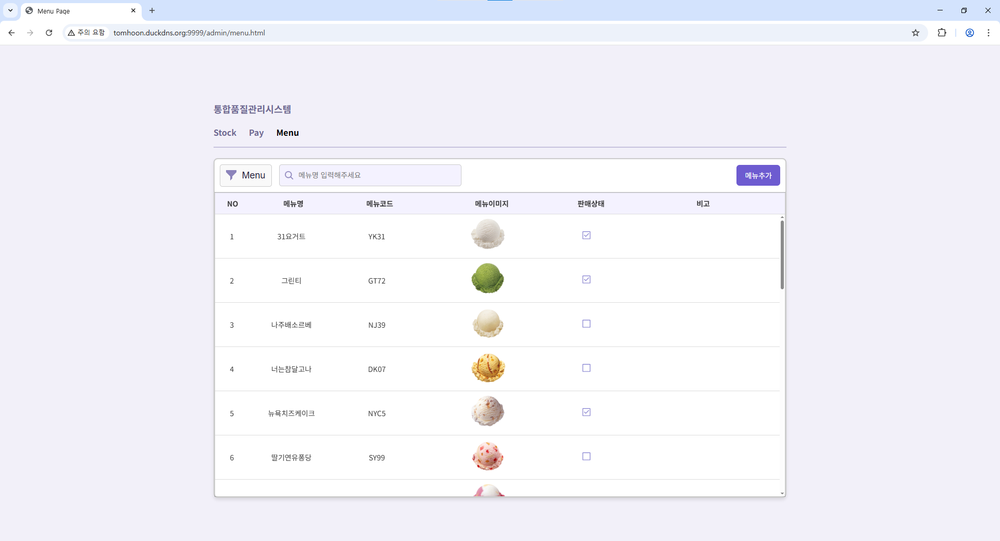 Menu Page
주의 요함
tomhoon.duckdns.org:9999/admin/menu.html
통합품질관리시스템
Stock Pay Menu
Menu 메뉴명 입력해주세요 메뉴추가
NO 메뉴명 메뉴코드 메뉴이미지 판매상태 비고
1 31요거트 YK31
2 그린티 GT72
3 나주배소르베 NJ39
4 너는참달고나 DK07
5 뉴욕치즈케이크 NYC5
6 딸기연유퐁당 SY99